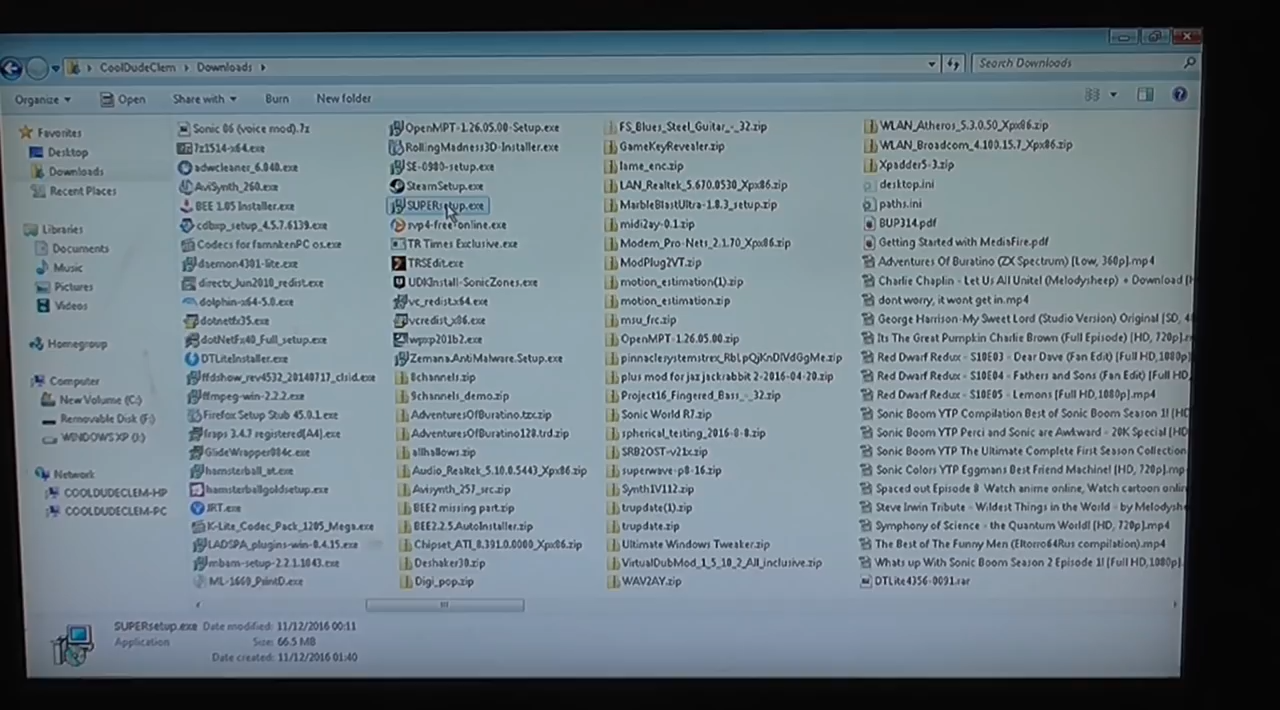 CoolDudeClem
Downloads
Search Downloads
Organize
Open
Share with
Burn
New folder
Favorites
Desktop
Downloads
Recent Places
Libraries
Documents
Music
Pictures
Videos
Homegroup
Computer
New Volume (C:)
Removable Disk (F:)
WINDOWS XP (I:)
Network
COOLDUDECLEM-HP
COOLDUDECLEM-PC
Sonic 06 (voice mod).7z
7z1514-x64.exe
adwcleaner_6.040.exe
AviSynth_260.exe
BEE 1.05 Installer.exe
cdbxp_setup_4.5.7.6139.exe
Codecs for famnkenPC os.exe
daemon4301-lite.exe
directx_Jun2010_redist.exe
dolphin-x64-5.0.exe
dotnetfx35.exe
dotNetFx40_Full_setup.exe
DTLiteInstaller.exe
ffdshow_rev4532_20140717_clsid.exe
ffmpeg-win-2.2.2.exe
Firefox Setup Stub 45.0.1.exe
fraps 3.4.7 registered[A4].exe
GlideWrapper084c.exe
hamsterball_at.exe
hamsterballgoldsetup.exe
JRT.exe
K-Lite_Codec_Pack_1205_Mega.exe
LADSPA_plugins-win-0.4.15.exe
mbam-setup-2.2.1.1043.exe
ML-1660_PrintD.exe
OpenMPT-1.26.05.00-Setup.exe
RollingMadness3D-Installer.exe
SE-0980-setup.exe
SteamSetup.exe
SUPERsetup.exe
svp4-free-online.exe
TR Times Exclusive.exe
TRSEdit.exe
UDKInstall-SonicZones.exe
vc_redist.x64.exe
vcredist_x86.exe
wpxp201b2.exe
Zemana.AntiMalware.Setup.exe
8channels.zip
9channels_demo.zip
AdventuresOfBuratino.tzx.zip
AdventuresOfBuratino128.trd.zip
allhallows.zip
Audio_Realtek_5.10.0.5443_Xpx86.zip
Avisynth_257_src.zip
BEE2 missing part.zip
BEE2.2.5.AutoInstaller.zip
Chipset_ATI_8.391.0.0000_Xpx86.zip
Deshaker30.zip
Digi_pop.zip
FS_Blues_Steel_Guitar_-_32.zip
GameKeyRevealer.zip
lame_enc.zip
LAN_Realtek_5.670.0530_Xpx86.zip
MarbleBlastUltra-1.8.3_setup.zip
midi2ay-0.1.zip
Modem_Pro-Nets_2.1.70_Xpx86.zip
ModPlug2VT.zip
motion_estimation(1).zip
motion_estimation.zip
msu_frc.zip
OpenMPT-1.26.05.00.zip
pinnaclerystemstrex_RbLpQjKnDIVdGgMe.zip
plus mod for jaz jackrabbit 2-2016-04-20.zip
Project16_Fingered_Bass_-_32.zip
Sonic World R7.zip
spherical_testing_2016-8-8.zip
SRB2OST-v21x.zip
superwave-p8-16.zip
Synth1V112.zip
trupdate(1).zip
trupdate.zip
Ultimate Windows Tweaker.zip
VirtualDubMod_1_5_10_2_All_inclusive.zip
WAV2AY.zip
WLAN_Atheros_5.3.0.50_Xpx86.zip
WLAN_Broadcom_4.100.15.7_Xpx86.zip
Xpadder5-3.zip
desktop.ini
paths.ini
BUP314.pdf
Getting Started with MediaFire.pdf
Adventures Of Buratino (ZX Spectrum) [Low, 360p].mp4
Charlie Chaplin - Let Us All Unite! (Melodysheep) + Download [
dont worry, it wont get in.mp4
George Harrison-My Sweet Lord (Studio Version) Original [SD, 4
Its The Great Pumpkin Charlie Brown (Full Episode) [HD, 720p].m
Red Dwarf Redux - S10E03 - Dear Dave (Fan Edit) [Full HD,1080p]
Red Dwarf Redux - S10E04 - Fathers and Sons (Fan Edit) [Full HD
Red Dwarf Redux - S10E05 - Lemons [Full HD,1080p].mp4
Sonic Boom YTP Compilation Best of Sonic Boom Season 1! [HD
Sonic Boom YTP Perci and Sonic are Awkward - 20K Special [HD
Sonic Boom YTP The Ultimate Complete First Season Collection
Sonic Colors YTP Eggmans Best Friend Machine! [HD, 720p].mp
Spaced out Episode 8 Watch anime online, Watch cartoon onli
Steve Irwin Tribute - Wildest Things in the World - by Melodysh
Symphony of Science - the Quantum World! [HD, 720p].mp4
The Best of The Funny Men (Eltorro64Rus compilation).mp4
Whats up With Sonic Boom Season 2 Episode 1! [Full HD,1080p].
DTLite4356-0091.rar
SUPERsetup.exe Date modified: 11/12/2016 00:11
Application Size: 66.5 MB
Date created: 11/12/2016 01:40